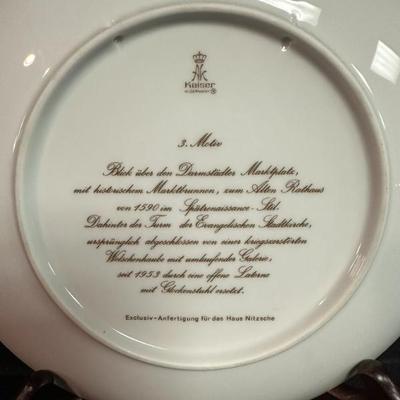 AK
Kaiser
W. GERMANY
3. Motiv
Blick über den Darmstädter Marktplatz,
mit historischem Marktbrunnen, zum Alten Rathaus
von 1590 im Spätrenaissance-Stil.
Dahinter der Turm der Evangelischen Stadtkirche,
ursprünglich abgeschlossen von einer kriegszerstörten
Welschenhaube mit umlaufender Galerie,
seit 1953 durch eine offene Laterne
mit Glockenstuhl ersetzt.
Exclusiv-Anfertigung für das Haus Nitzsche